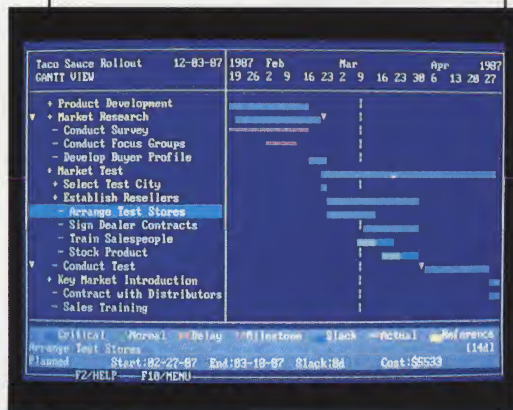 Taco Sauce Rollout 12-03-87 1987 Feb Mar Apr 1987
GANTT VIEW 19 26 2 9 16 23 2 9 16 23 30 6 13 20 27
+ Product Development
+ Market Research
- Conduct Survey
- Conduct Focus Groups
- Develop Buyer Profile
+ Market Test
+ Select Test City
+ Establish Resellers
- Arrange Test Stores
- Sign Dealer Contracts
- Train Salespeople
- Stock Product
- Conduct Test
+ Key Market Introduction
- Contract with Distributors
- Sales Training
Critical Normal Delay Milestone Slack Actual Reference
Arrange Test Stores (14d)
Planned Start:02-27-87 End:03-18-87 Slack:8d Cost:$5533
F2/HELP F10/MENU